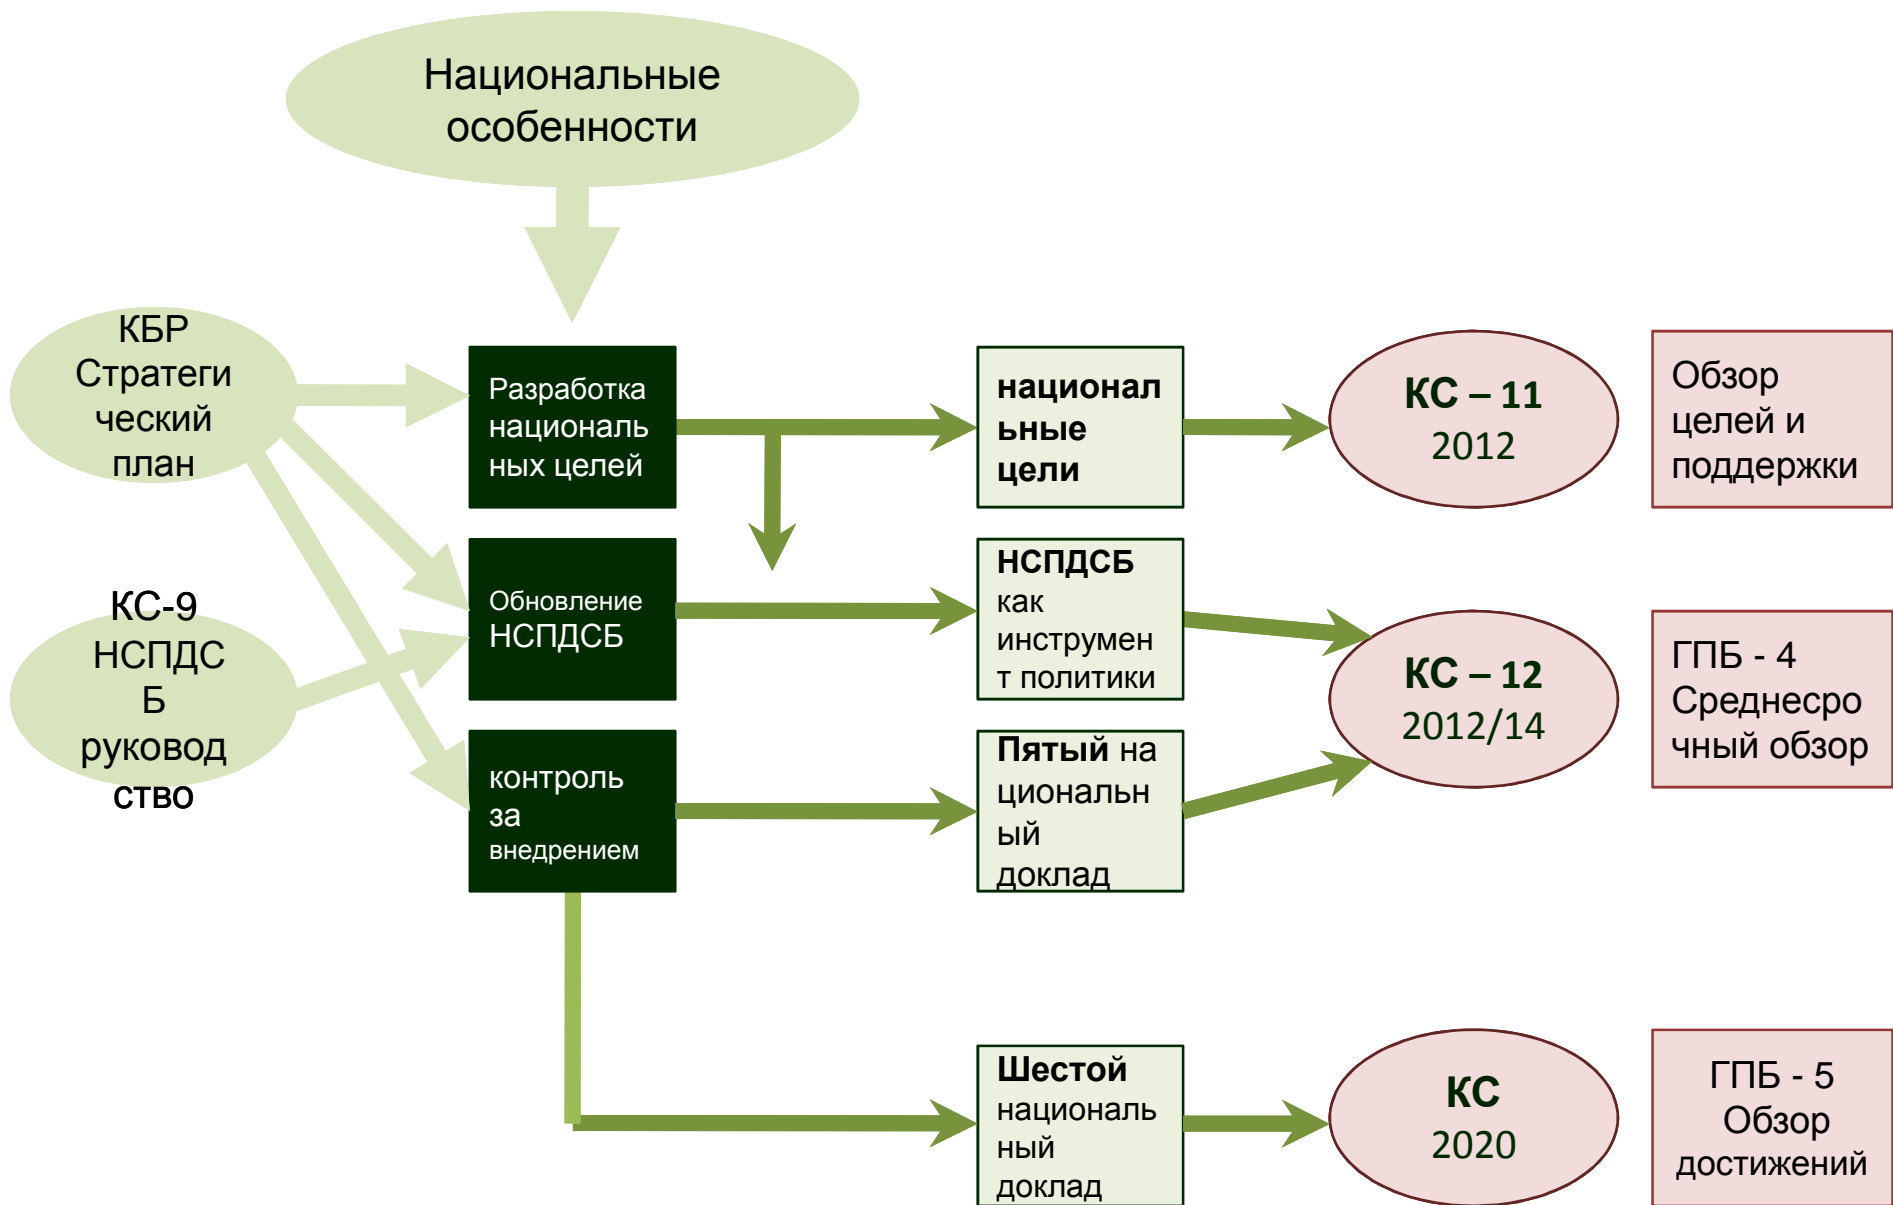 Национальные
особенности
КБР
Стратеги
ческий
план
КС-9
НСПДС
Б
руковод
ство
Разработка
националь
ных целей
Обновление
НСПДСБ
контроль
за
внедрением
национал
ьные
цели
НСПДСБ
как
инструмен
т политики
Пятый на
циональн
ый
доклад
Шестой
националь
ный
доклад
КС – 11
2012
КС – 12
2012/14
КС
2020
Обзор
целей и
поддержки
ГПБ - 4
Среднесро
чный обзор
ГПБ - 5
Обзор
достижений